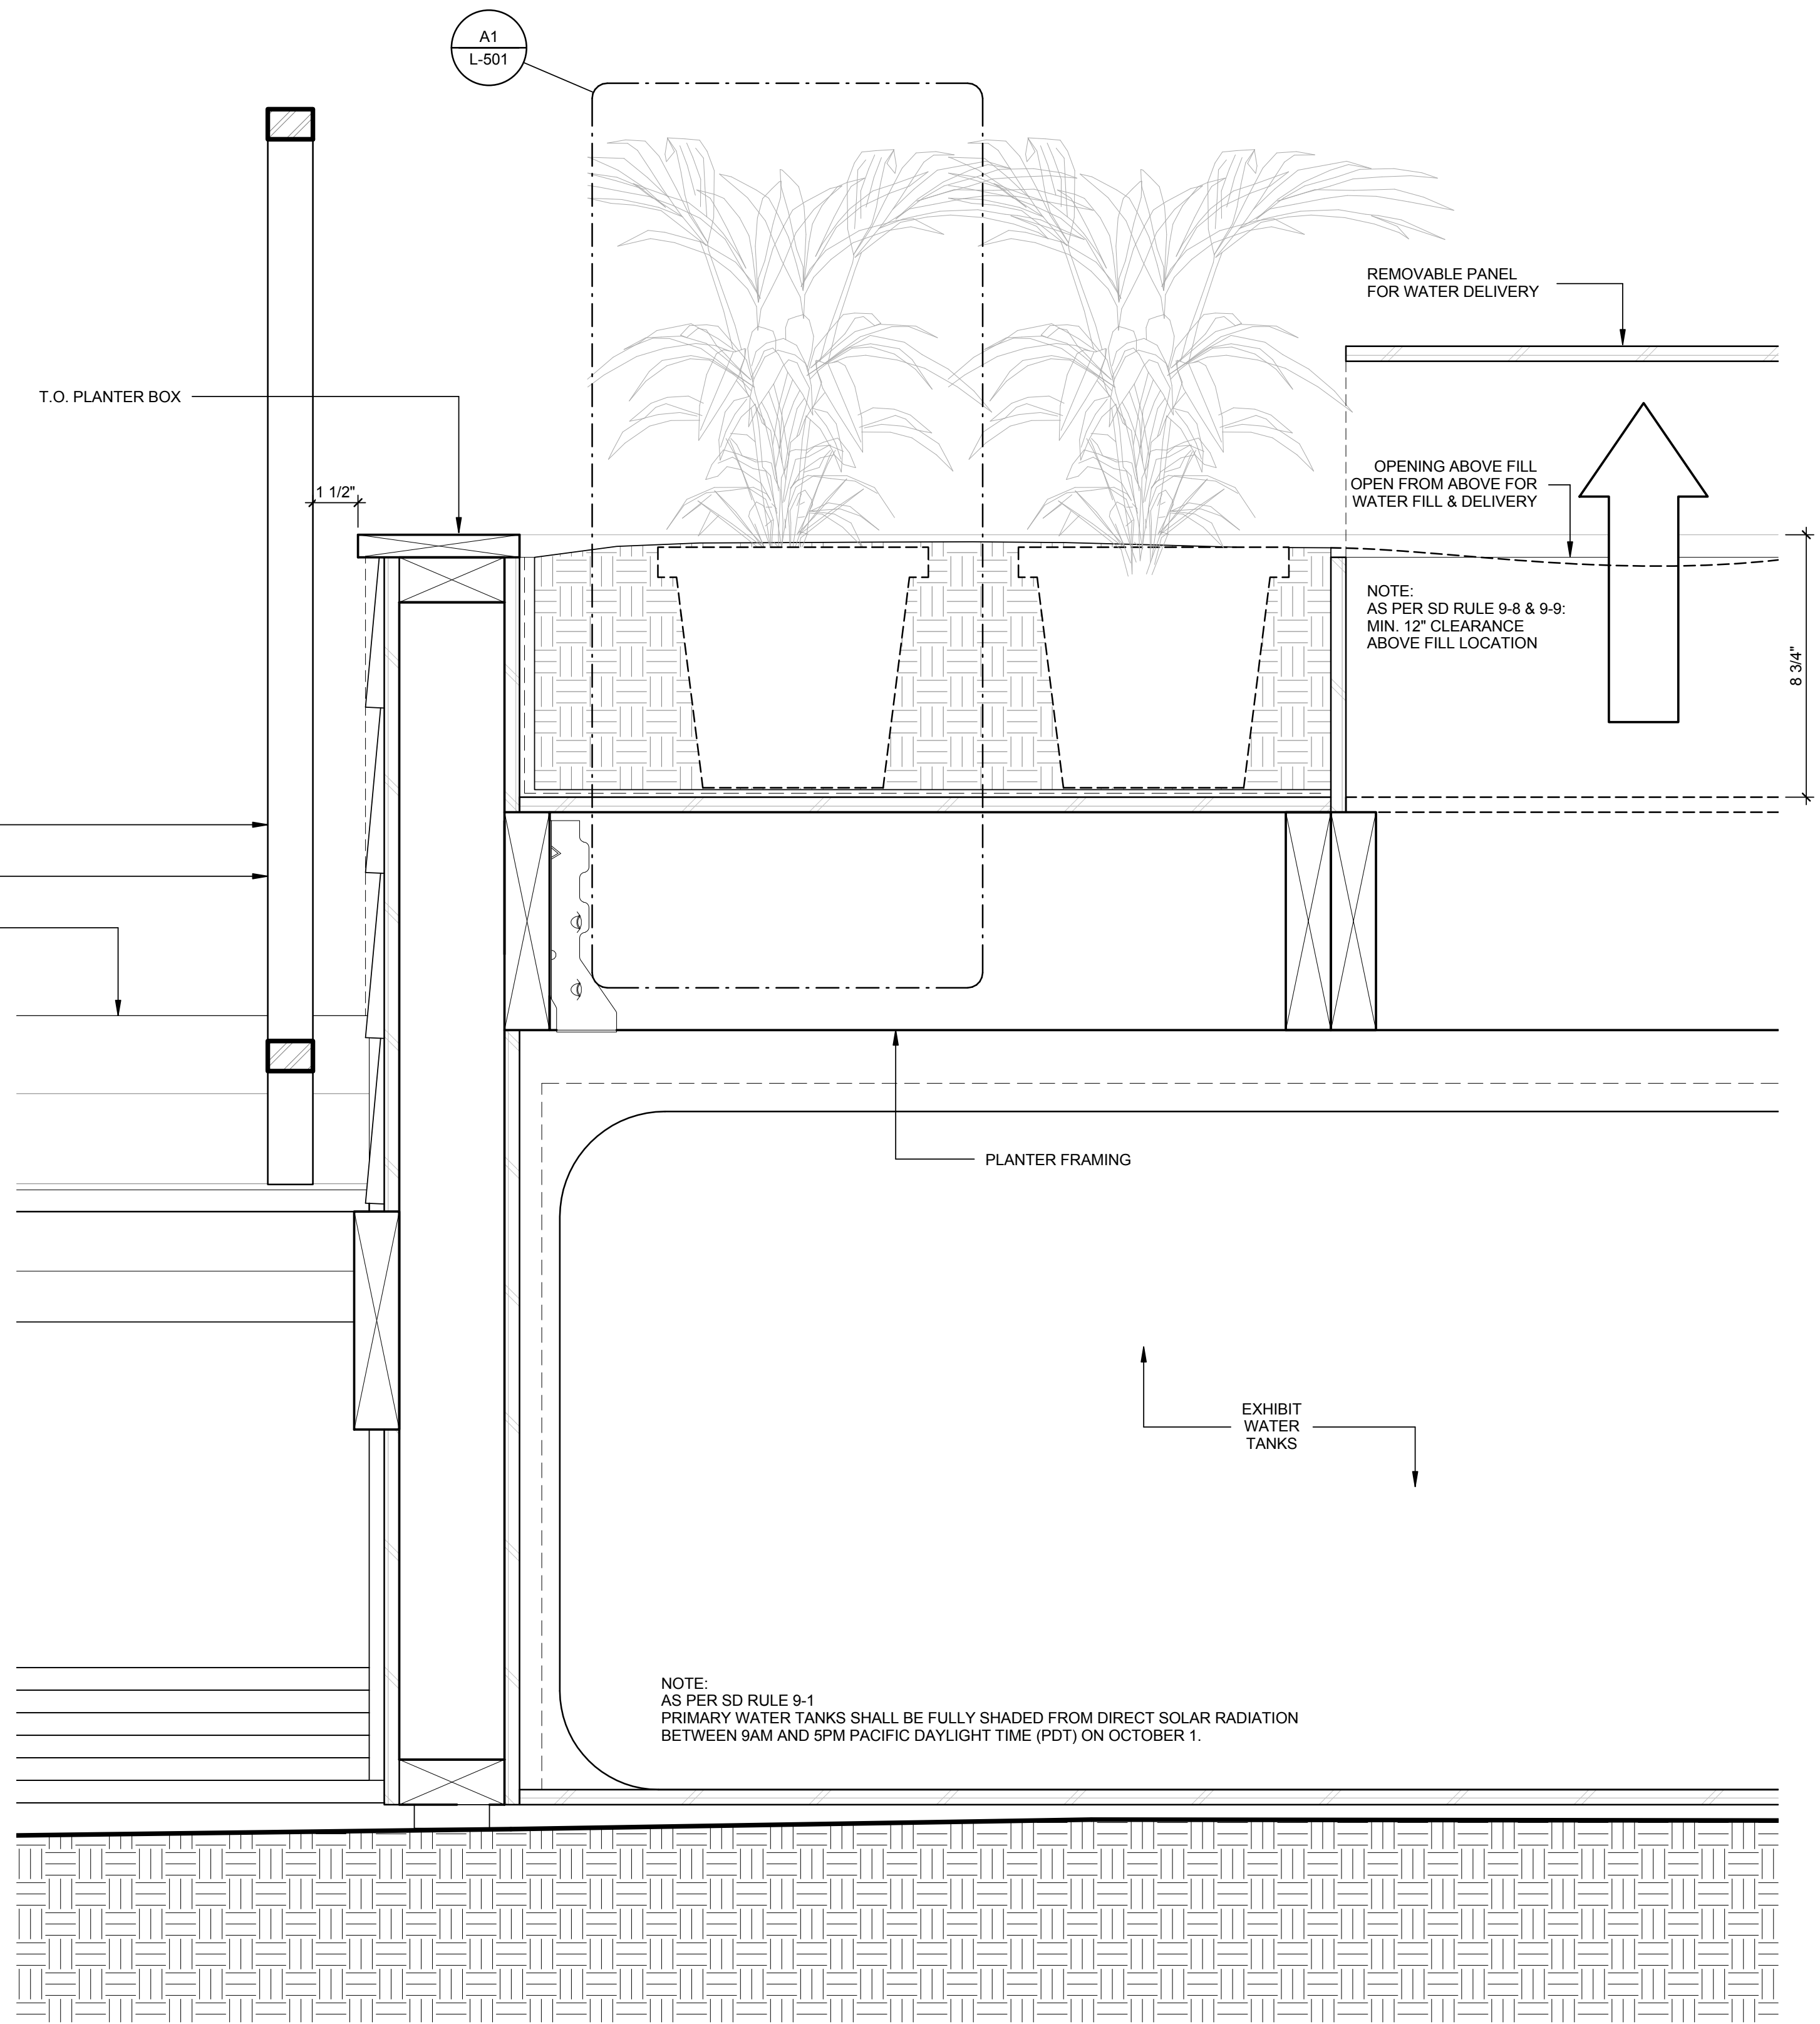 A1
L-501
REMOVABLE PANEL
FOR WATER DELIVERY
T.O. PLANTER BOX
OPENING ABOVE FILL
OPEN FROM ABOVE FOR
WATER FILL & DELIVERY
1 1/2"
NOTE:
AS PER SD RULE 9-8 & 9-9:
MIN. 12" CLEARANCE
ABOVE FILL LOCATION
8 3/4"
PLANTER FRAMING
EXHIBIT
WATER
TANKS
NOTE:
AS PER SD RULE 9-1
PRIMARY WATER TANKS SHALL BE FULLY SHADED FROM DIRECT SOLAR RADIATION
BETWEEN 9AM AND 5PM PACIFIC DAYLIGHT TIME (PDT) ON OCTOBER 1.